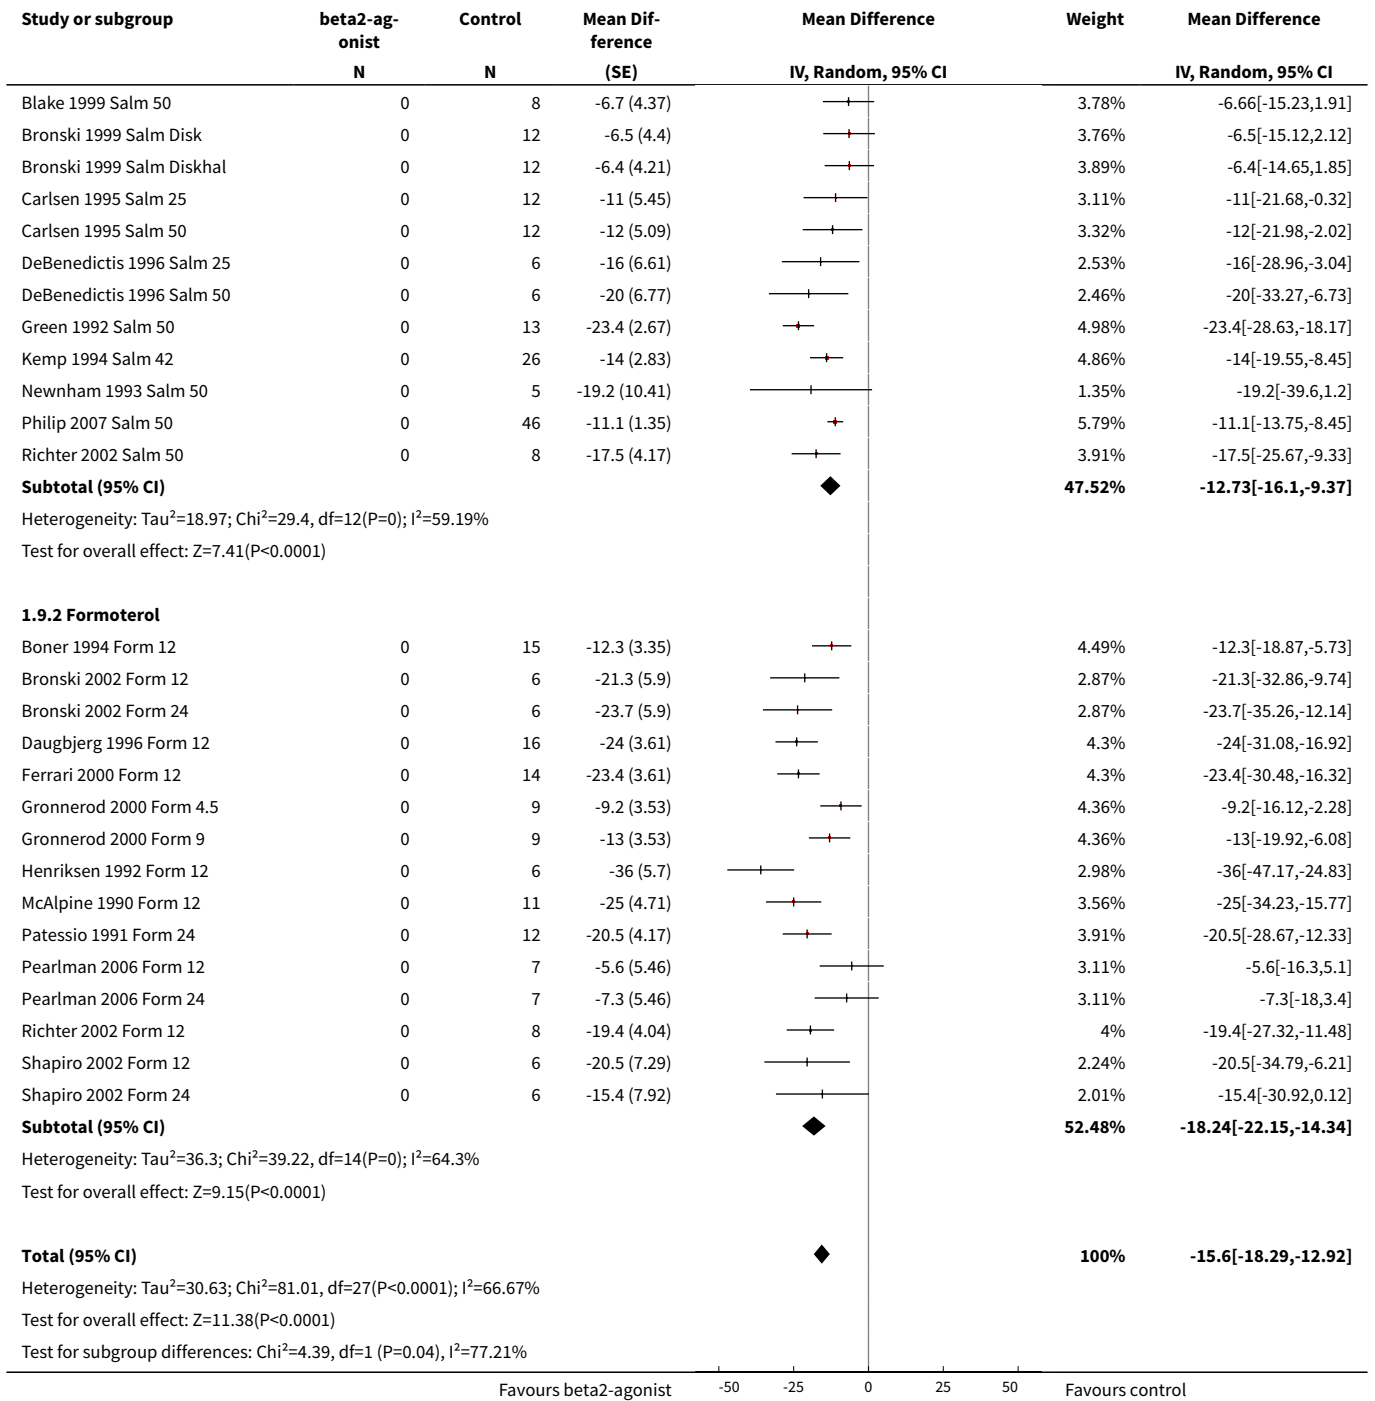 Study or subgroup beta2-ag- Control Mean Dif- Mean Difference Weight Mean Difference
onist ference
N N (SE) IV, Random, 95% CI IV, Random, 95% CI
Blake 1999 Salm 50 0 8 -6.7 (4.37) 3.78% -6.66[-15.23,1.91]
Bronski 1999 Salm Disk 0 12 -6.5 (4.4) 3.76% -6.5[-15.12,2.12]
Bronski 1999 Salm Diskhal 0 12 -6.4 (4.21) 3.89% -6.4[-14.65,1.85]
Carlsen 1995 Salm 25 0 12 -11 (5.45) 3.11% -11[-21.68,-0.32]
Carlsen 1995 Salm 50 0 12 -12 (5.09) 3.32% -12[-21.98,-2.02]
DeBenedictis 1996 Salm 25 0 6 -16 (6.61) 2.53% -16[-28.96,-3.04]
DeBenedictis 1996 Salm 50 0 6 -20 (6.77) 2.46% -20[-33.27,-6.73]
Green 1992 Salm 50 0 13 -23.4 (2.67) 4.98% -23.4[-28.63,-18.17]
Kemp 1994 Salm 42 0 26 -14 (2.83) 4.86% -14[-19.55,-8.45]
Newnham 1993 Salm 50 0 5 -19.2 (10.41) 1.35% -19.2[-39.6,1.2]
Philip 2007 Salm 50 0 46 -11.1 (1.35) 5.79% -11.1[-13.75,-8.45]
Richter 2002 Salm 50 0 8 -17.5 (4.17) 3.91% -17.5[-25.67,-9.33]
Subtotal (95% CI) 47.52% -12.73[-16.1,-9.37]
Heterogeneity: Tau²=18.97; Chi²=29.4, df=12(P=0); I²=59.19%
Test for overall effect: Z=7.41(P<0.0001)
1.9.2 Formoterol
Boner 1994 Form 12 0 15 -12.3 (3.35) 4.49% -12.3[-18.87,-5.73]
Bronski 2002 Form 12 0 6 -21.3 (5.9) 2.87% -21.3[-32.86,-9.74]
Bronski 2002 Form 24 0 6 -23.7 (5.9) 2.87% -23.7[-35.26,-12.14]
Daugbjerg 1996 Form 12 0 16 -24 (3.61) 4.3% -24[-31.08,-16.92]
Ferrari 2000 Form 12 0 14 -23.4 (3.61) 4.3% -23.4[-30.48,-16.32]
Gronnerod 2000 Form 4.5 0 9 -9.2 (3.53) 4.36% -9.2[-16.12,-2.28]
Gronnerod 2000 Form 9 0 9 -13 (3.53) 4.36% -13[-19.92,-6.08]
Henriksen 1992 Form 12 0 6 -36 (5.7) 2.98% -36[-47.17,-24.83]
McAlpine 1990 Form 12 0 11 -25 (4.71) 3.56% -25[-34.23,-15.77]
Patessio 1991 Form 24 0 12 -20.5 (4.17) 3.91% -20.5[-28.67,-12.33]
Pearlman 2006 Form 12 0 7 -5.6 (5.46) 3.11% -5.6[-16.3,5.1]
Pearlman 2006 Form 24 0 7 -7.3 (5.46) 3.11% -7.3[-18,3.4]
Richter 2002 Form 12 0 8 -19.4 (4.04) 4% -19.4[-27.32,-11.48]
Shapiro 2002 Form 12 0 6 -20.5 (7.29) 2.24% -20.5[-34.79,-6.21]
Shapiro 2002 Form 24 0 6 -15.4 (7.92) 2.01% -15.4[-30.92,0.12]
Subtotal (95% CI) 52.48% -18.24[-22.15,-14.34]
Heterogeneity: Tau²=36.3; Chi²=39.22, df=14(P=0); I²=64.3%
Test for overall effect: Z=9.15(P<0.0001)
Total (95% CI) 100% -15.6[-18.29,-12.92]
Heterogeneity: Tau²=30.63; Chi²=81.01, df=27(P<0.0001); I²=66.67%
Test for overall effect: Z=11.38(P<0.0001)
Test for subgroup differences: Chi²=4.39, df=1 (P=0.04), I²=77.21%
Favours beta2-agonist -50 -25 0 25 50 Favours control